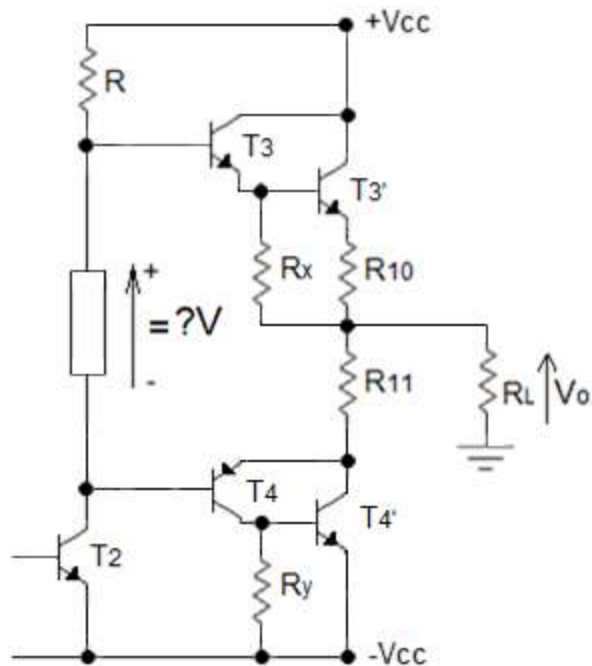 +Vcc
R
T3
T3'
Rx
R10
+
= ?V
-
R11
RL
Vo
T4
T4'
T2
Ry
-Vcc